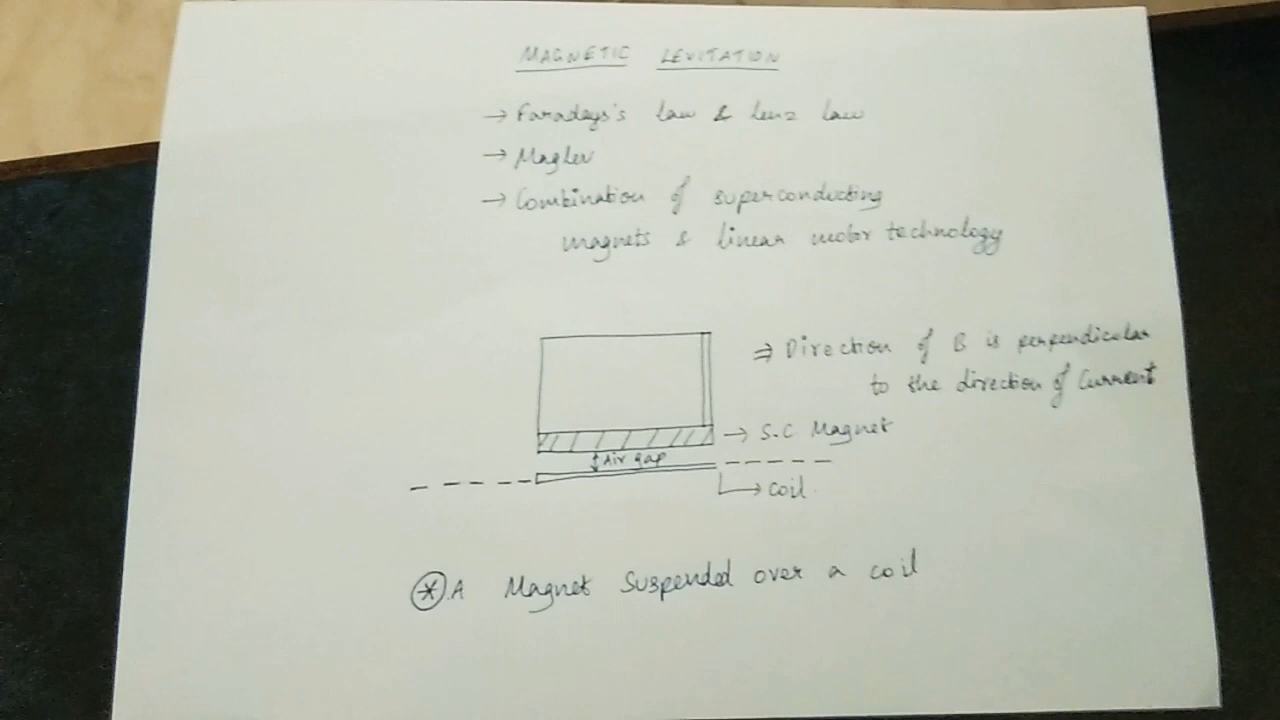 MAGNETIC LEVITATION
→ Faraday's law & lenz law
→ Maglev
→ Combination of superconducting
magnets & linear motor technology
⇒ Direction of B is perpendicular
to the direction of Current
→ S.C Magnet
Air gap
→ coil
* A Magnet Suspended over a coil